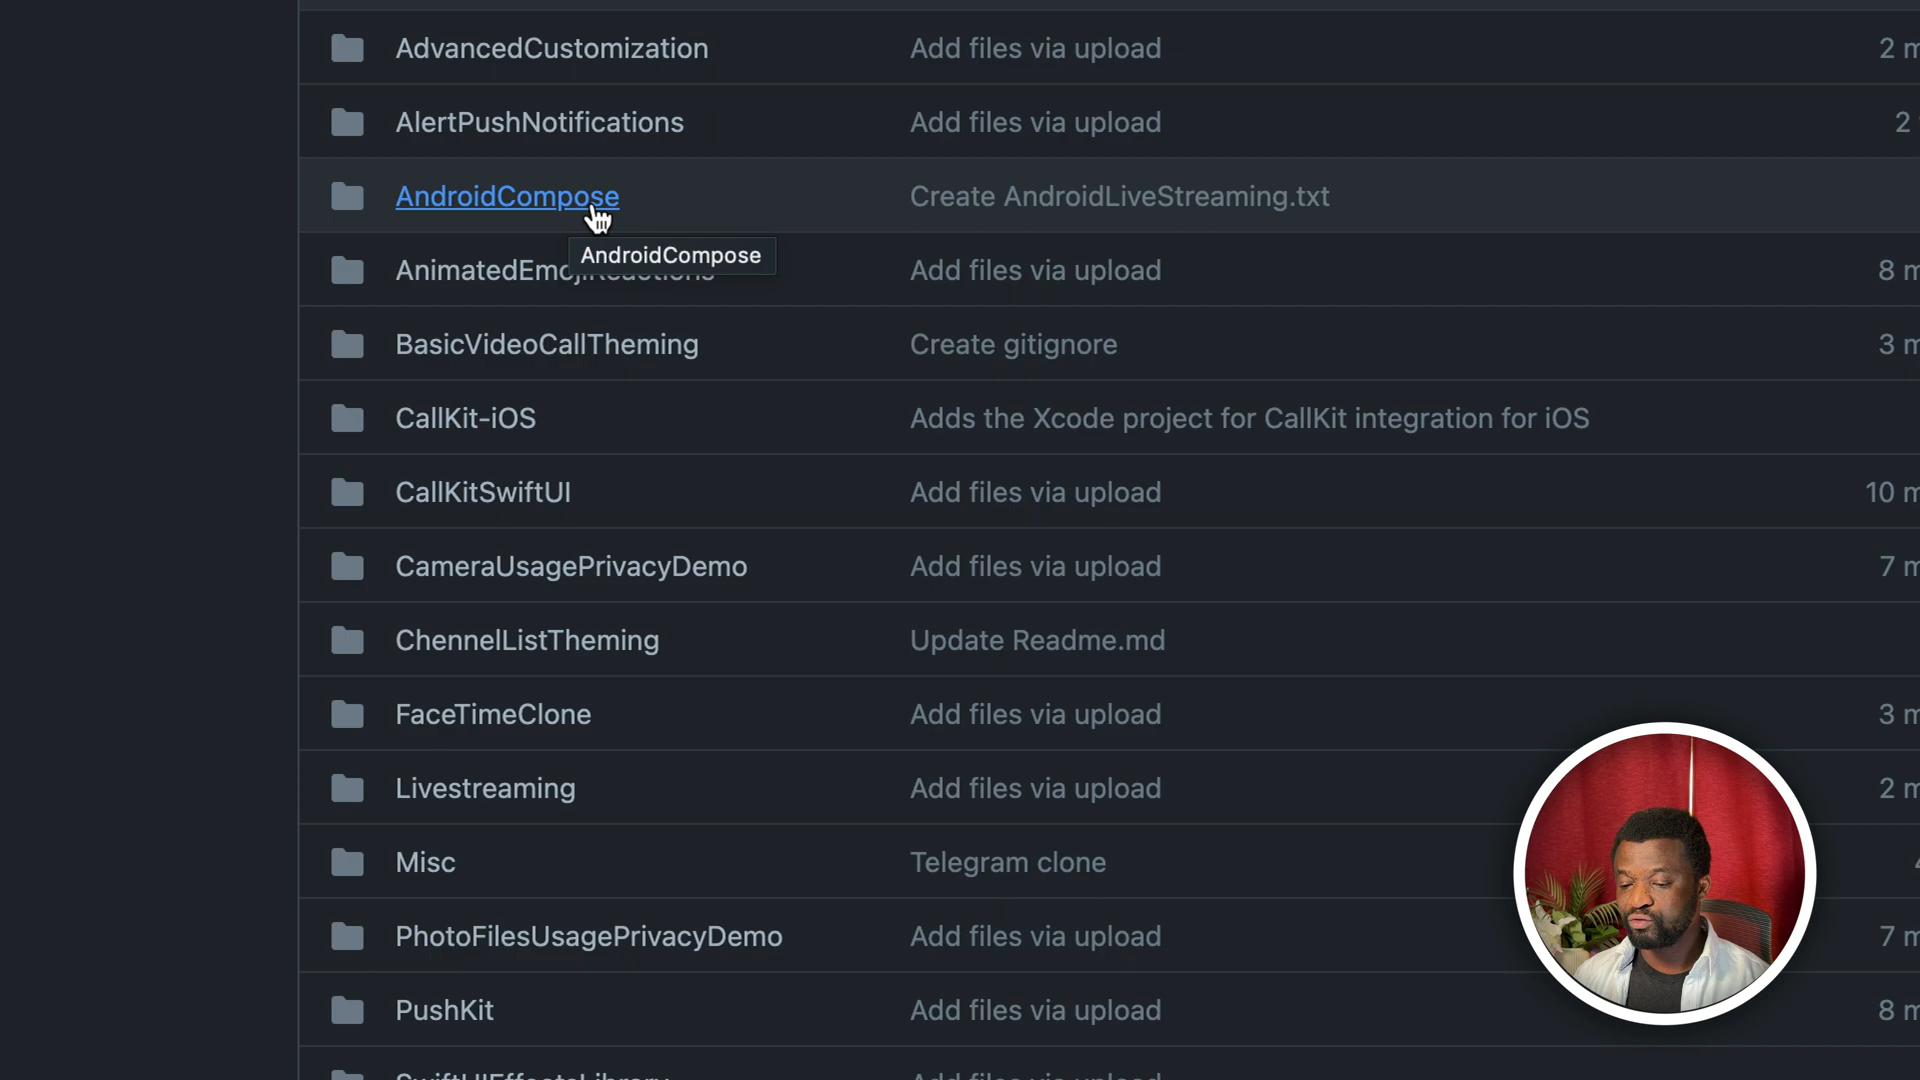 AdvancedCustomization Add files via upload 2 m
AlertPushNotifications Add files via upload 2
AndroidCompose Create AndroidLiveStreaming.txt
AndroidCompose
Add files via upload 8 m
BasicVideoCallTheming Create gitignore 3 m
CallKit-iOS Adds the Xcode project for CallKit integration for iOS
CallKitSwiftUI Add files via upload 10 m
CameraUsagePrivacyDemo Add files via upload 7 m
ChennelListTheming Update Readme.md
FaceTimeClone Add files via upload 3 m
Livestreaming Add files via upload 2 m
Misc Telegram clone
PhotoFilesUsagePrivacyDemo Add files via upload 7 m
PushKit Add files via upload 8 m